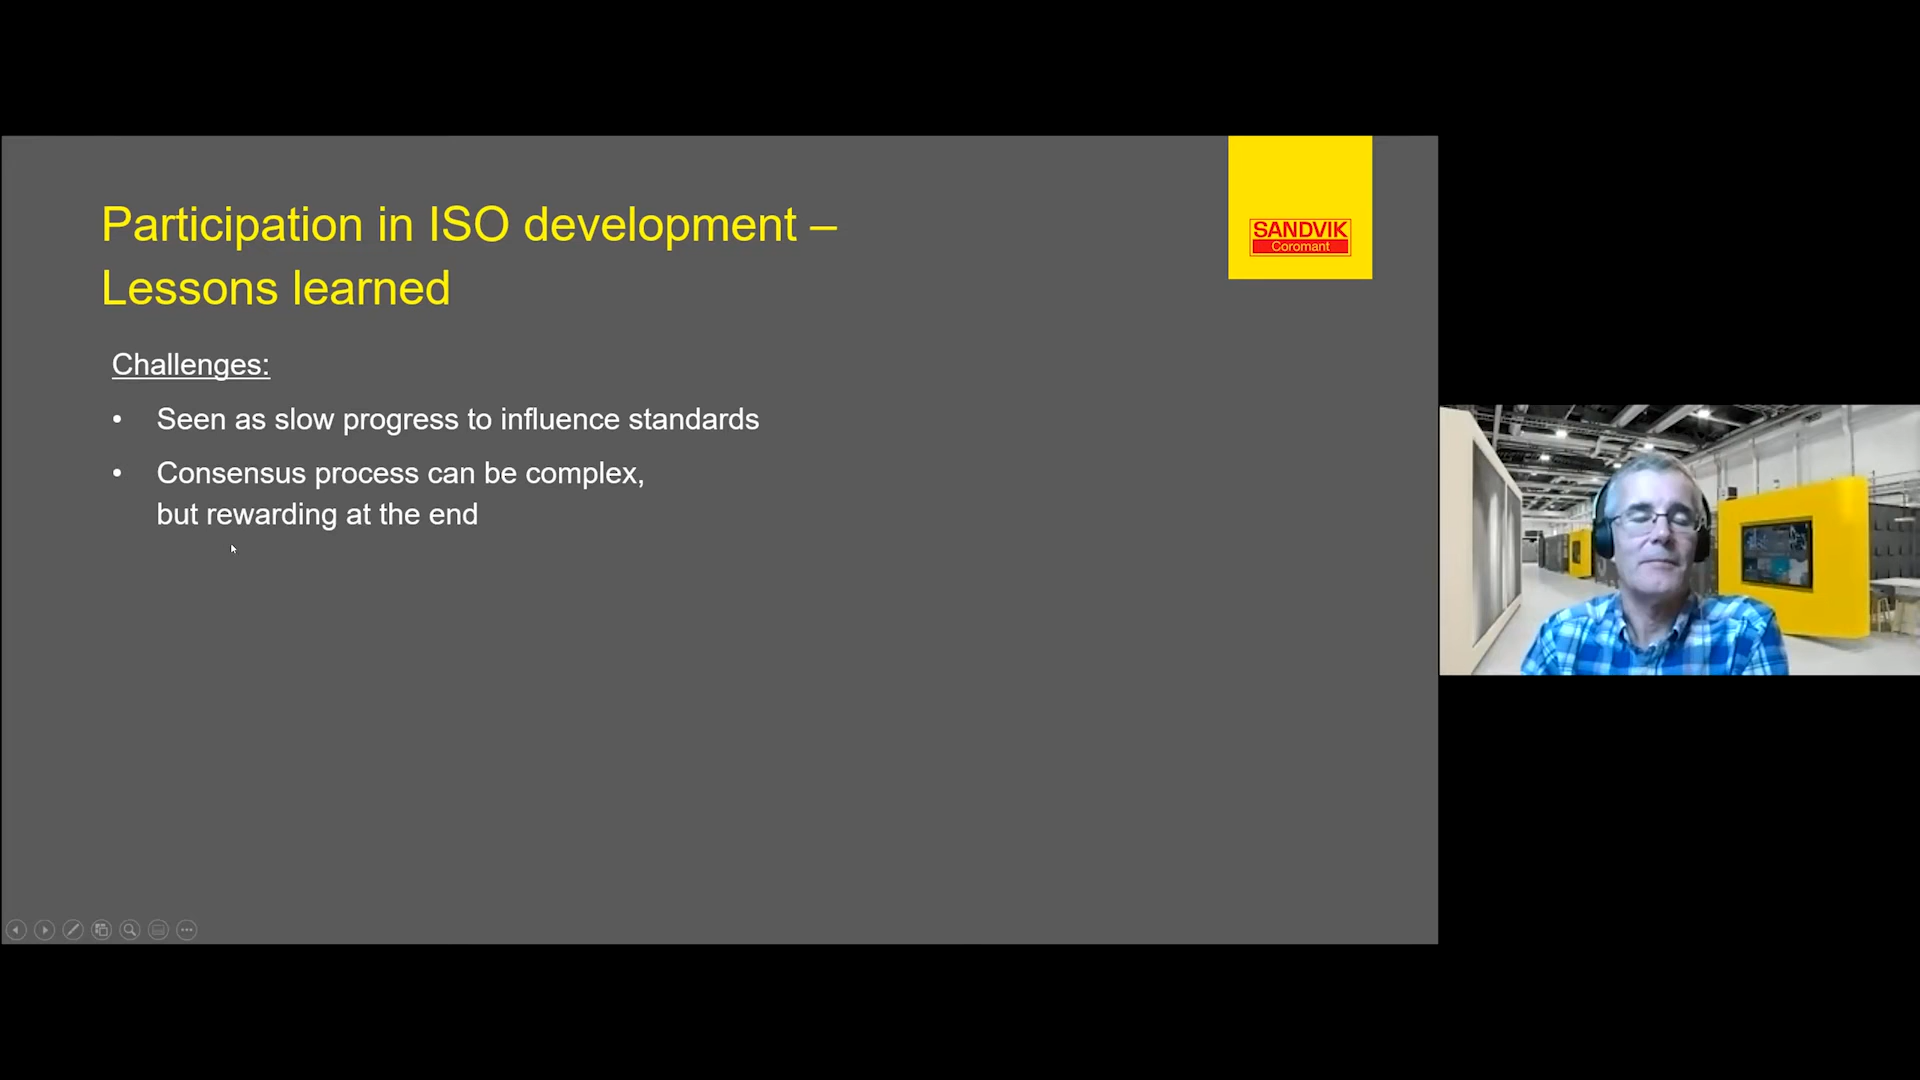 Participation in ISO development –
Lessons learned
SANDVIK
Coromant
Challenges:
• Seen as slow progress to influence standards
• Consensus process can be complex,
but rewarding at the end